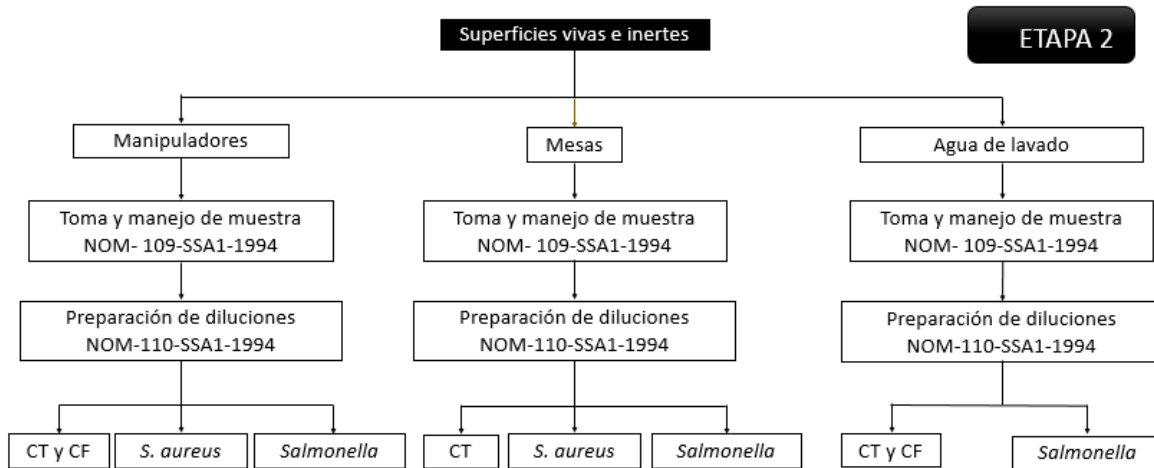 Superficies vivas e inertes
ETAPA 2
Manipuladores
Mesas
Agua de lavado
Toma y manejo de muestra
NOM- 109-SSA1-1994
Toma y manejo de muestra
NOM- 109-SSA1-1994
Toma y manejo de muestra
NOM- 109-SSA1-1994
Preparación de diluciones
NOM-110-SSA1-1994
Preparación de diluciones
NOM-110-SSA1-1994
Preparación de diluciones
NOM-110-SSA1-1994
CT y CF
S. aureus
Salmonella
CT
S. aureus
Salmonella
CT y CF
Salmonella